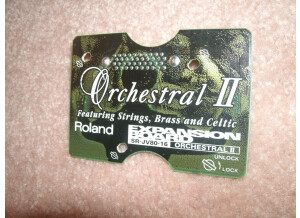 Orchestral II
Featuring Strings, Brass and Celtic
Roland
EXPANSION
BOARD
SR-JV80-16 ORCHESTRAL II
UNLOCK
LOCK